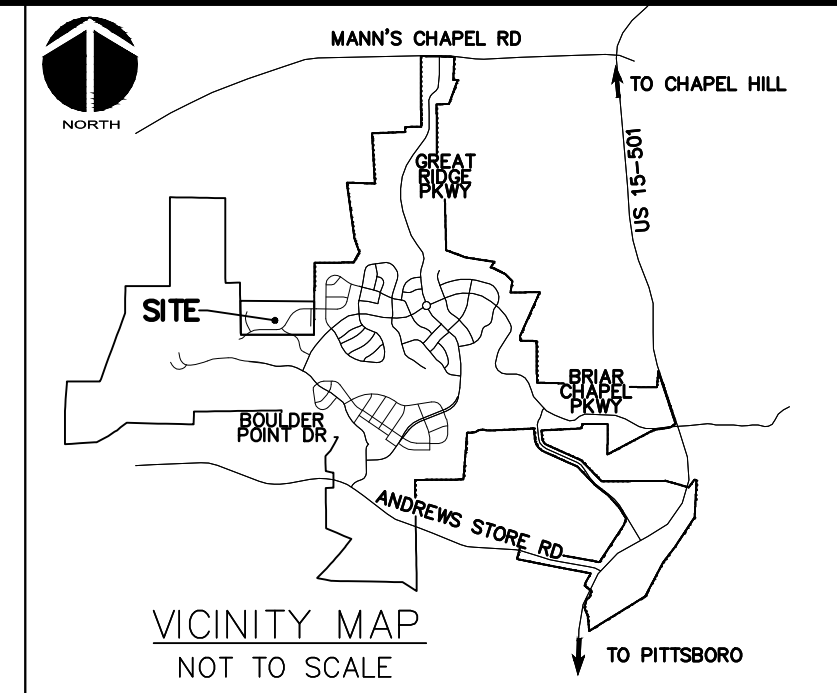 MANN'S CHAPEL RD
NORTH
TO CHAPEL HILL
US 15-501
GREAT
RIDGE
PKWY
SITE
BRIAR
CHAPEL
PKWY
BOULDER
POINT DR
ANDREWS STORE RD
VICINITY MAP
NOT TO SCALE
TO PITTSBORO